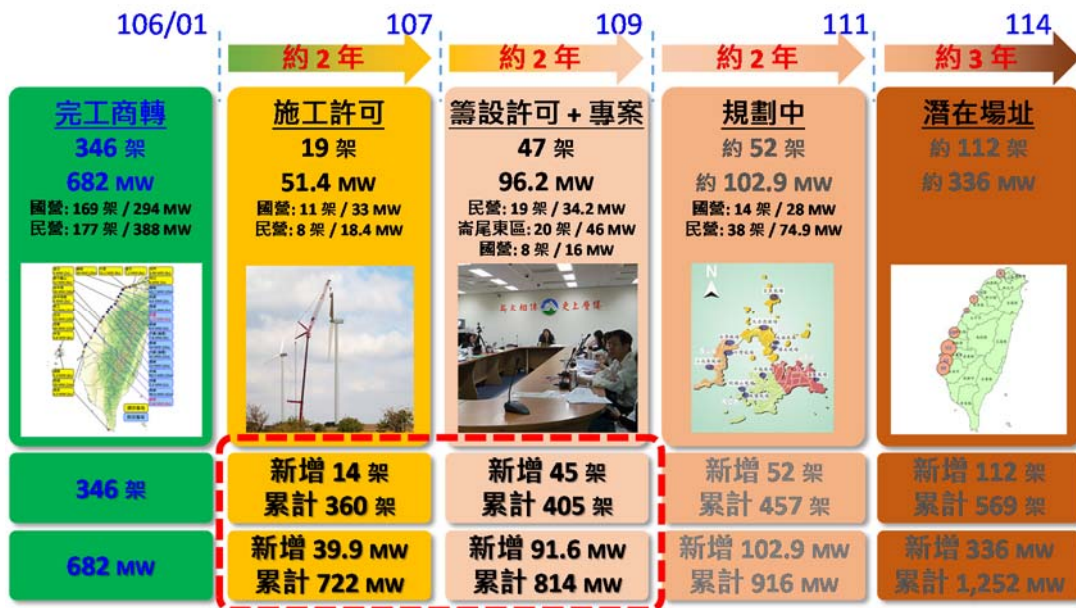 106/01
107
109
111
114
約 2 年
約 2 年
約 2 年
約 3 年
完工商轉
346 架
682 MW
國營: 169 架 / 294 MW
民營: 177 架 / 388 MW
施工許可
19 架
51.4 MW
國營: 11 架 / 33 MW
民營: 8 架 / 18.4 MW
籌設許可 + 專案
47 架
96.2 MW
民營: 19 架 / 34.2 MW
崙尾東區: 20 架 / 46 MW
國營: 8 架 / 16 MW
規劃中
約 52 架
約 102.9 MW
國營: 14 架 / 28 MW
民營: 38 架 / 74.9 MW
潛在場址
約 112 架
約 336 MW
N
346 架
新增 14 架
累計 360 架
新增 45 架
累計 405 架
新增 52 架
累計 457 架
新增 112 架
累計 569 架
682 MW
新增 39.9 MW
累計 722 MW
新增 91.6 MW
累計 814 MW
新增 102.9 MW
累計 916 MW
新增 336 MW
累計 1,252 MW